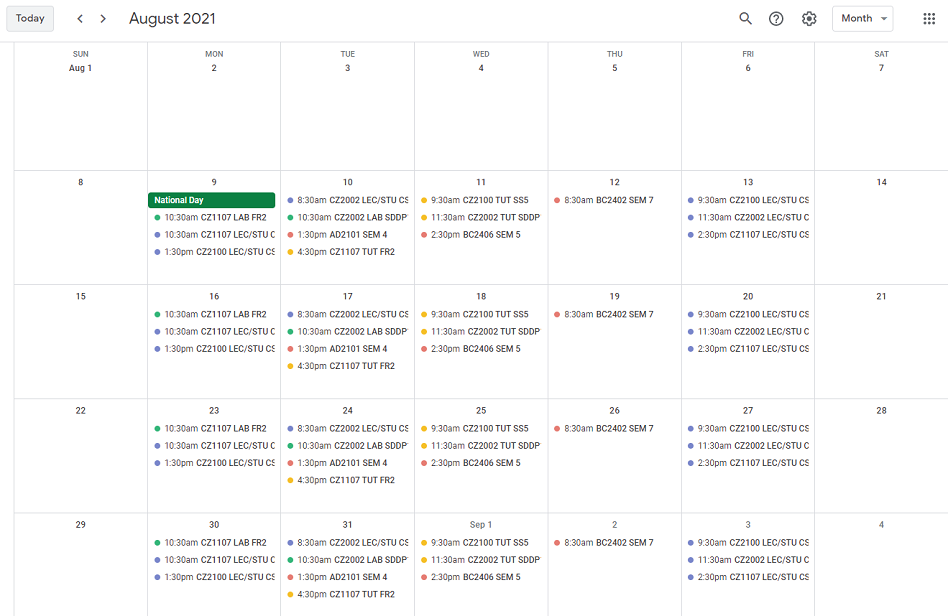 Today August 2021 Month
SUN MON TUE WED THU FRI SAT
Aug 1 2 3 4 5 6 7
8 9 10 11 12 13 14
National Day 8:30am CZ2002 LEC/STU CS 9:30am CZ2100 TUT SS5 8:30am BC2402 SEM 7 9:30am CZ2100 LEC/STU CS
10:30am CZ1107 LAB FR2 10:30am CZ2002 LAB SDDP 11:30am CZ2002 TUT SDDP 11:30am CZ2002 LEC/STU C
10:30am CZ1107 LEC/STU C 1:30pm AD2101 SEM 4 2:30pm BC2406 SEM 5 2:30pm CZ1107 LEC/STU CS
1:30pm CZ2100 LEC/STU CS 4:30pm CZ1107 TUT FR2
15 16 17 18 19 20 21
10:30am CZ1107 LAB FR2 8:30am CZ2002 LEC/STU CS 9:30am CZ2100 TUT SS5 8:30am BC2402 SEM 7 9:30am CZ2100 LEC/STU CS
10:30am CZ1107 LEC/STU C 10:30am CZ2002 LAB SDDP 11:30am CZ2002 TUT SDDP 11:30am CZ2002 LEC/STU C
1:30pm CZ2100 LEC/STU CS 1:30pm AD2101 SEM 4 2:30pm BC2406 SEM 5 2:30pm CZ1107 LEC/STU CS
4:30pm CZ1107 TUT FR2
22 23 24 25 26 27 28
10:30am CZ1107 LAB FR2 8:30am CZ2002 LEC/STU CS 9:30am CZ2100 TUT SS5 8:30am BC2402 SEM 7 9:30am CZ2100 LEC/STU CS
10:30am CZ1107 LEC/STU C 10:30am CZ2002 LAB SDDP 11:30am CZ2002 TUT SDDP 11:30am CZ2002 LEC/STU C
1:30pm CZ2100 LEC/STU CS 1:30pm AD2101 SEM 4 2:30pm BC2406 SEM 5 2:30pm CZ1107 LEC/STU CS
4:30pm CZ1107 TUT FR2
29 30 31 Sep 1 2 3 4
10:30am CZ1107 LAB FR2 8:30am CZ2002 LEC/STU CS 9:30am CZ2100 TUT SS5 8:30am BC2402 SEM 7 9:30am CZ2100 LEC/STU CS
10:30am CZ1107 LEC/STU C 10:30am CZ2002 LAB SDDP 11:30am CZ2002 TUT SDDP 11:30am CZ2002 LEC/STU C
1:30pm CZ2100 LEC/STU CS 1:30pm AD2101 SEM 4 2:30pm BC2406 SEM 5 2:30pm CZ1107 LEC/STU CS
4:30pm CZ1107 TUT FR2